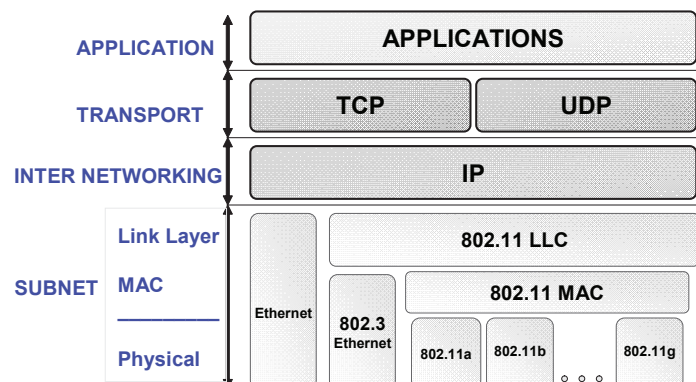 APPLICATION
APPLICATIONS
TRANSPORT
TCP
UDP
INTER NETWORKING
IP
SUBNET
Link Layer
MAC
Physical
Ethernet
802.11 LLC
802.3
Ethernet
802.11 MAC
802.11a
802.11b
802.11g